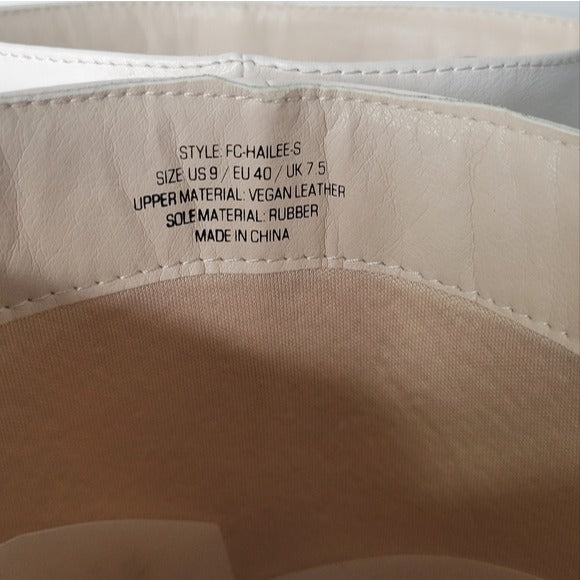 STYLE: FC-HAILEE-S
SIZE US 9 / EU 40 / UK 7.5
UPPER MATERIAL: VEGAN LEATHER
SOLE MATERIAL: RUBBER
MADE IN CHINA